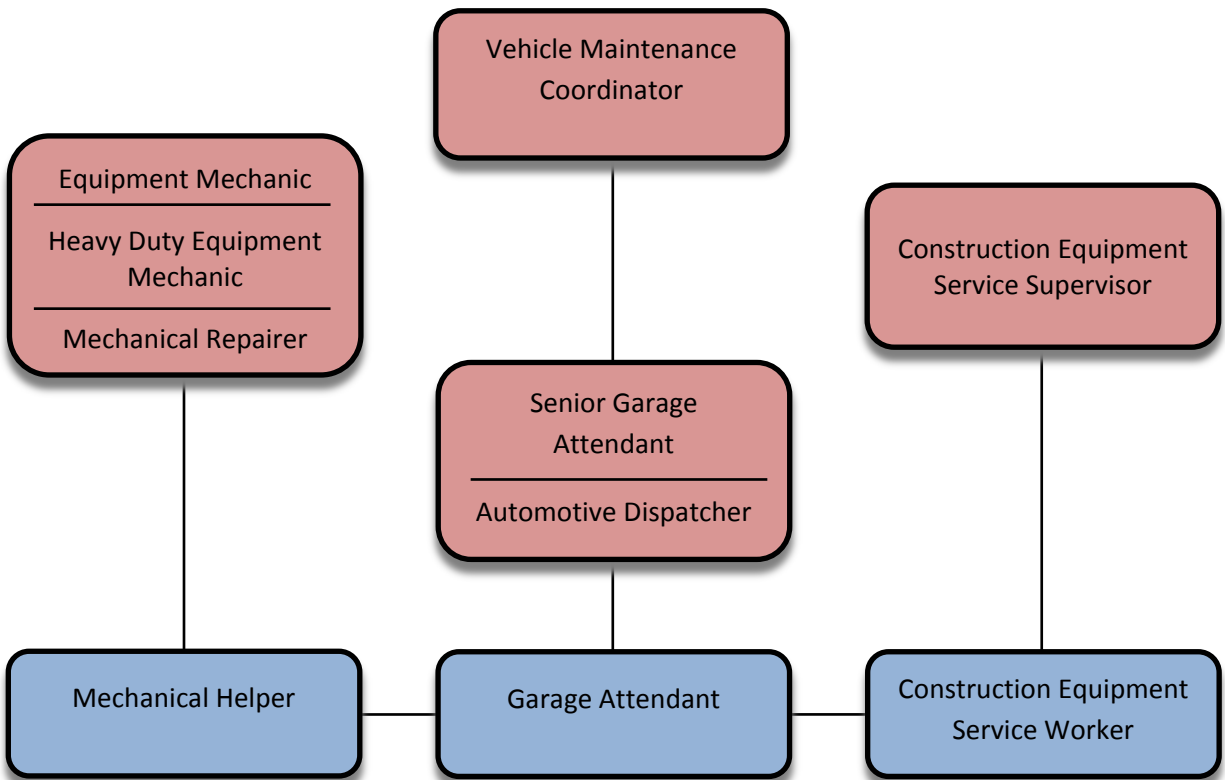 Vehicle Maintenance
Coordinator
Equipment Mechanic
Heavy Duty Equipment
Mechanic
Mechanical Repairer
Construction Equipment
Service Supervisor
Senior Garage
Attendant
Automotive Dispatcher
Mechanical Helper
Garage Attendant
Construction Equipment
Service Worker